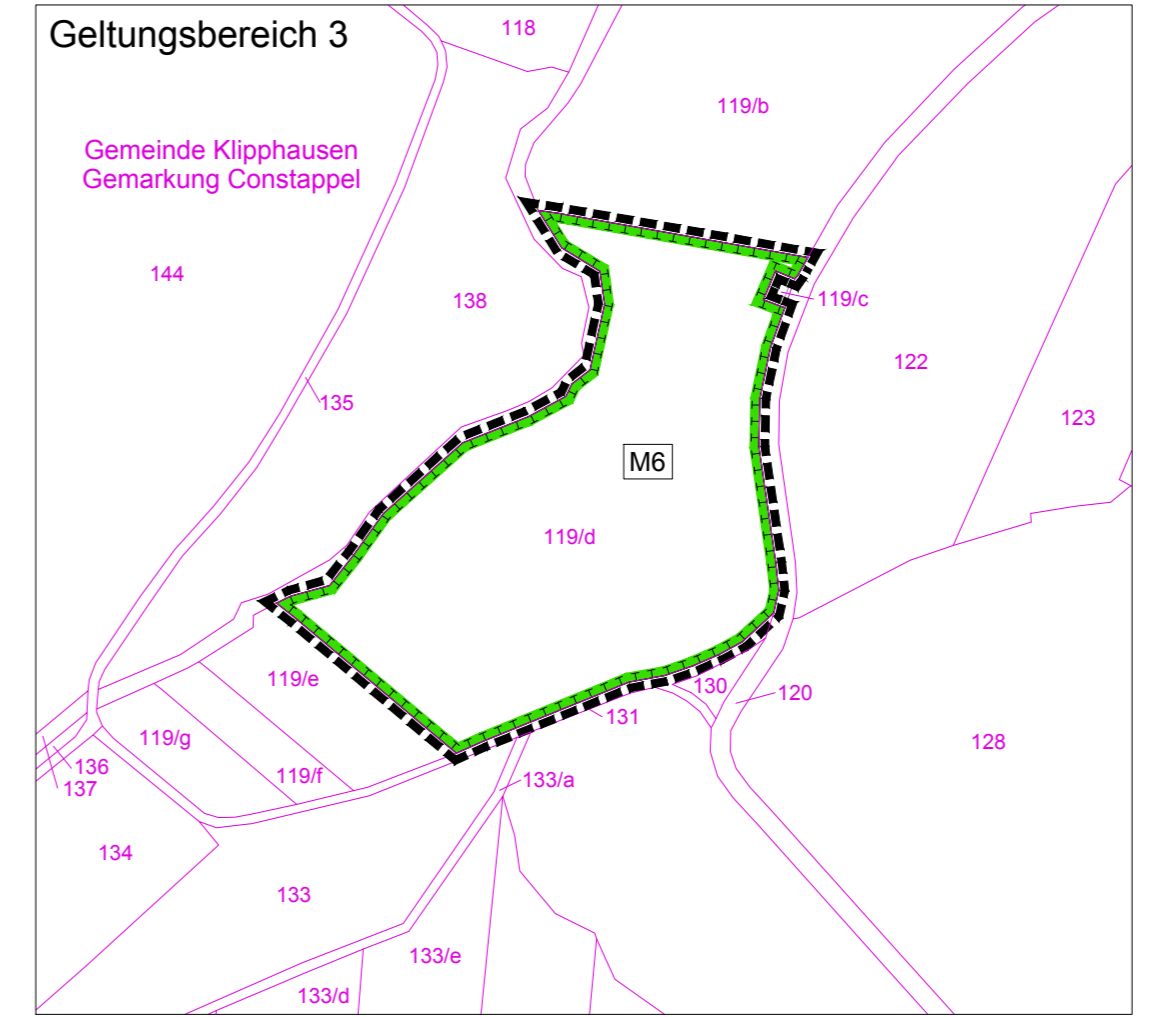 Geltungsbereich 3
118
119/b
Gemeinde Klipphausen
Gemarkung Constappel
144
138
119/c
122
135
123
M6
119/d
119/e
130
120
131
119/g
128
136
119/f
133/a
137
134
133
133/e
133/d